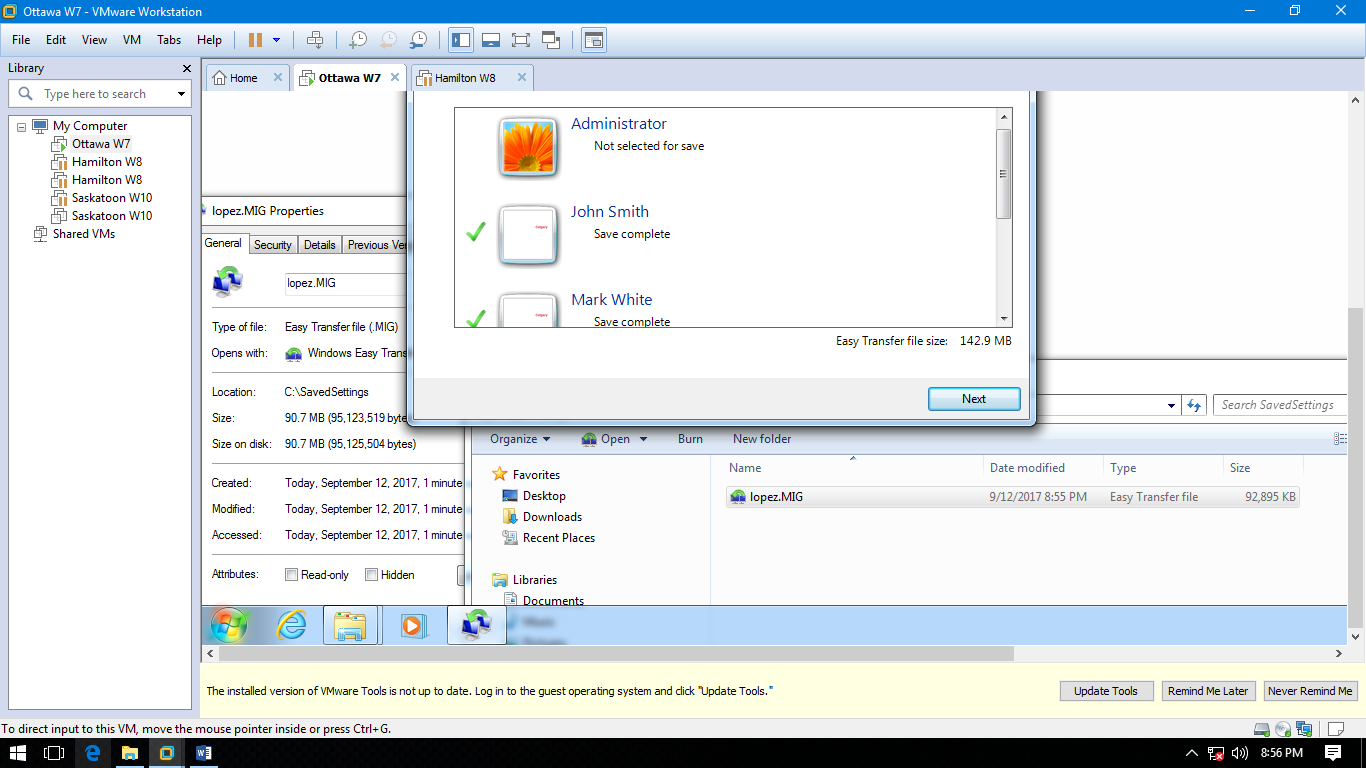 Ottawa W7 - VMware Workstation
File Edit View VM Tabs Help
Library
Type here to search
My Computer
Ottawa W7
Hamilton W8
Hamilton W8
Saskatoon W10
Saskatoon W10
Shared VMs
Home
Ottawa W7
Hamilton W8
Administrator
Not selected for save
John Smith
Save complete
Mark White
Save complete
Easy Transfer file size: 142.9 MB
Next
lopez.MIG Properties
General Security Details Previous Ve
lopez.MIG
Type of file: Easy Transfer file (.MIG)
Opens with: Windows Easy Trans
Location: C:\SavedSettings
Size: 90.7 MB (95,123,519 byte
Size on disk: 90.7 MB (95,125,504 bytes)
Created: Today, September 12, 2017, 1 minute
Modified: Today, September 12, 2017, 1 minute
Accessed: Today, September 12, 2017, 1 minute
Attributes: Read-only Hidden
Search SavedSettings
Organize Open Burn New folder
Favorites
Desktop
Downloads
Recent Places
Libraries
Documents
Name Date modified Type Size
lopez.MIG 9/12/2017 8:55 PM Easy Transfer file 92,895 KB
The installed version of VMware Tools is not up to date. Log in to the guest operating system and click "Update Tools."
Update Tools Remind Me Later Never Remind Me
To direct input to this VM, move the mouse pointer inside or press Ctrl+G.
8:56 PM